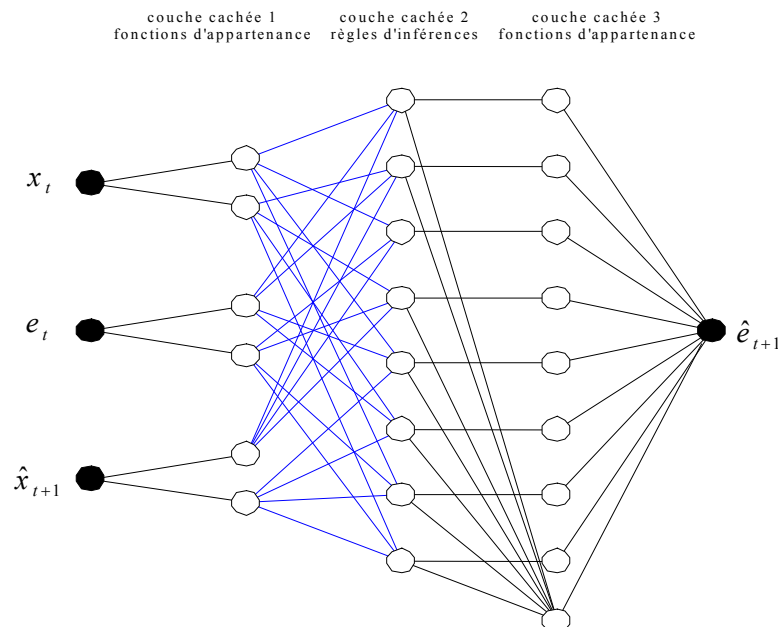 couche cachée 1
fonctions d'appartenance
couche cachée 2
règles d'inférences
couche cachée 3
fonctions d'appartenance
x_t
e_t
x̂_{t+1}
ê_{t+1}